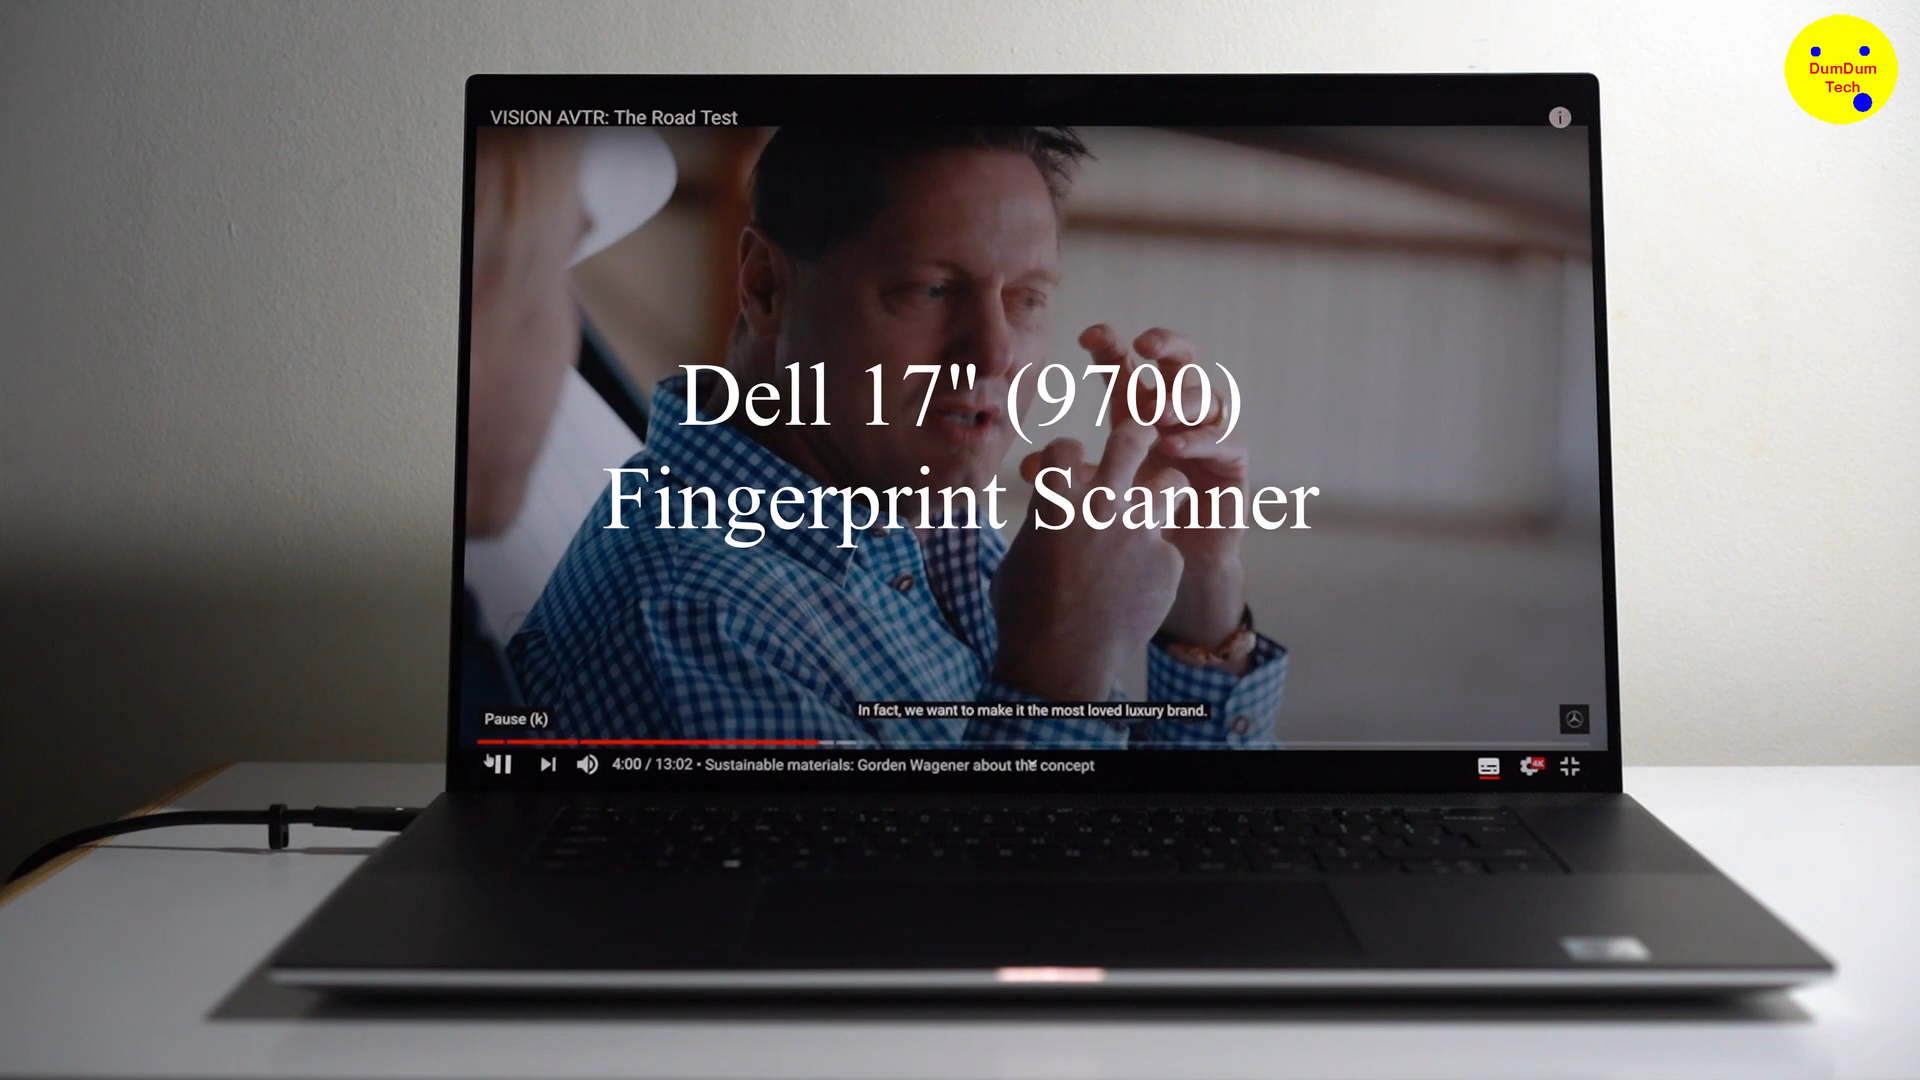 DumDum
Tech
VISION AVTR: The Road Test
Dell 17" (9700)
Fingerprint Scanner
In fact, we want to make it the most loved luxury brand.
Pause (k)
4:00 / 13:02 • Sustainable materials: Gorden Wagener about the concept
4K